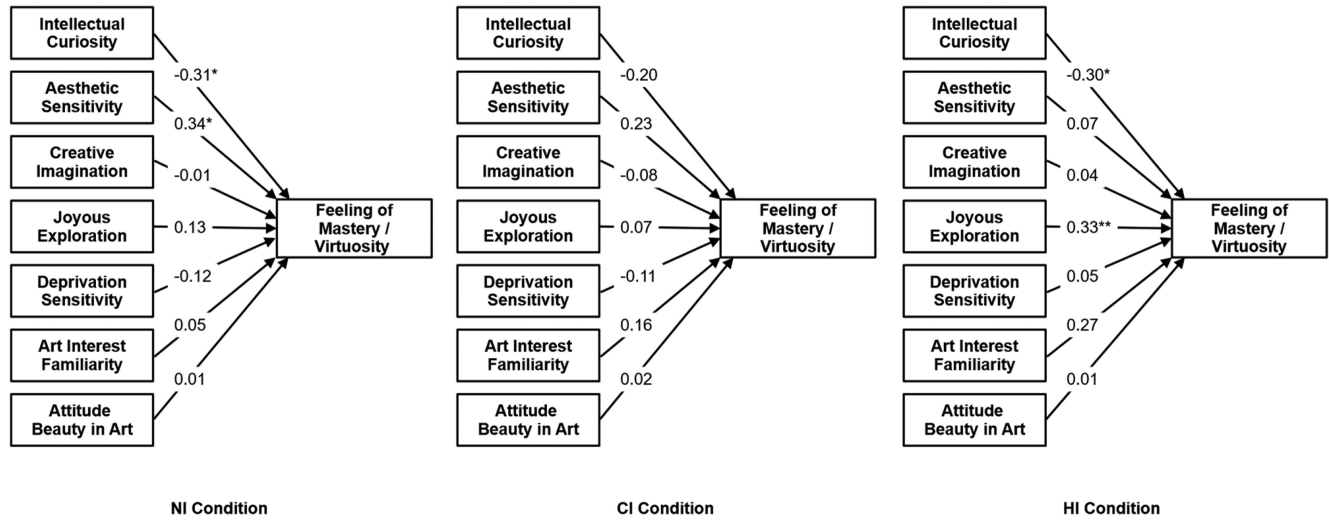 Intellectual
Curiosity
Aesthetic
Sensitivity
Creative
Imagination
Joyous
Exploration
Deprivation
Sensitivity
Art Interest
Familiarity
Attitude
Beauty in Art
-0.31*
0.34*
-0.01
0.13
-0.12
0.05
0.01
Feeling of
Mastery /
Virtuosity
NI Condition
Intellectual
Curiosity
Aesthetic
Sensitivity
Creative
Imagination
Joyous
Exploration
Deprivation
Sensitivity
Art Interest
Familiarity
Attitude
Beauty in Art
-0.20
0.23
-0.08
0.07
-0.11
0.16
0.02
Feeling of
Mastery /
Virtuosity
CI Condition
Intellectual
Curiosity
Aesthetic
Sensitivity
Creative
Imagination
Joyous
Exploration
Deprivation
Sensitivity
Art Interest
Familiarity
Attitude
Beauty in Art
-0.30*
0.07
0.04
0.33**
0.05
0.27
0.01
Feeling of
Mastery /
Virtuosity
HI Condition